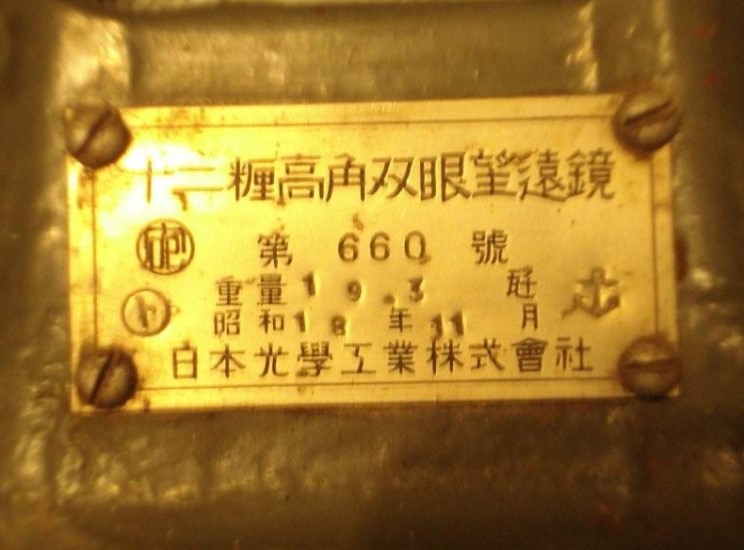 十二糎高角双眼望遠鏡
第 660 號
重量 19.3 瓩
ト
昭和 18 年 11 月
日本光學工業株式會社